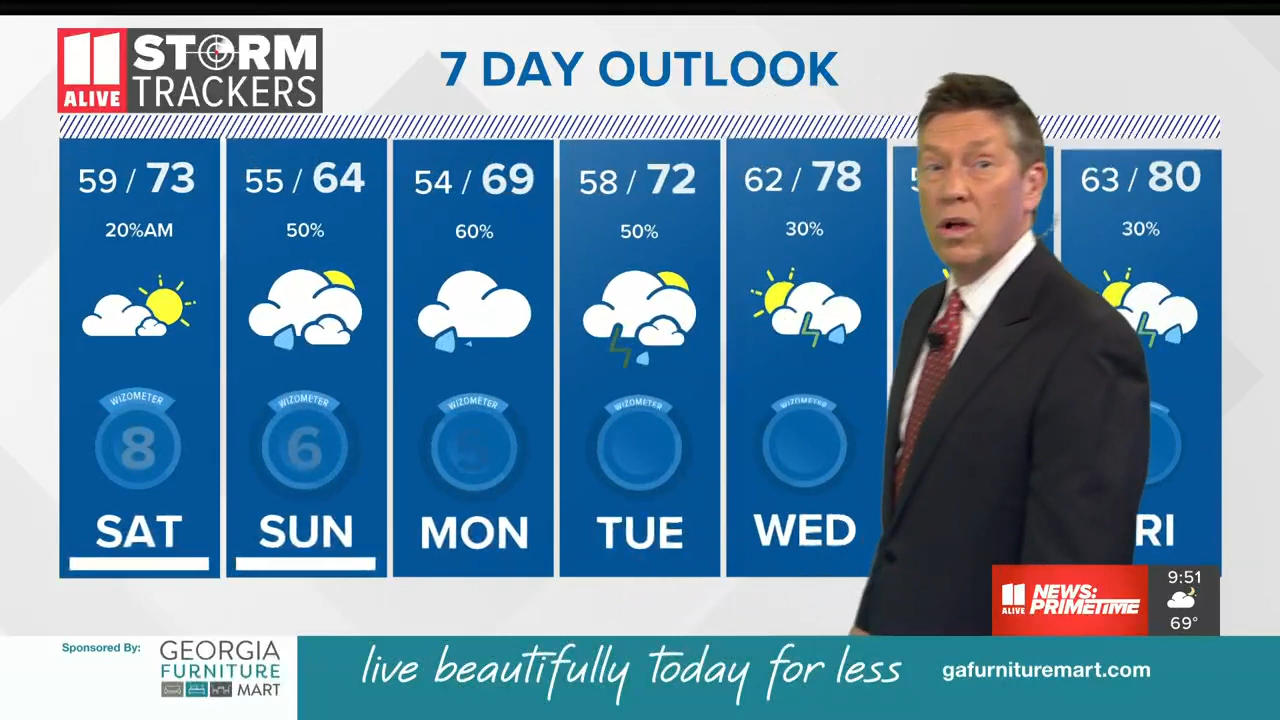 11 ALIVE
STORM
TRACKERS
7 DAY OUTLOOK
59 / 73
20%AM
WIZOMETER
8
SAT
55 / 64
50%
WIZOMETER
6
SUN
54 / 69
60%
WIZOMETER
5
MON
58 / 72
50%
WIZOMETER
TUE
62 / 78
30%
WIZOMETER
WED
63 / 80
30%
RI
11 ALIVE
NEWS:
PRIMETIME
9:51
69°
Sponsored By:
GEORGIA
FURNITURE
MART
live beautifully today for less
gafurnituremart.com